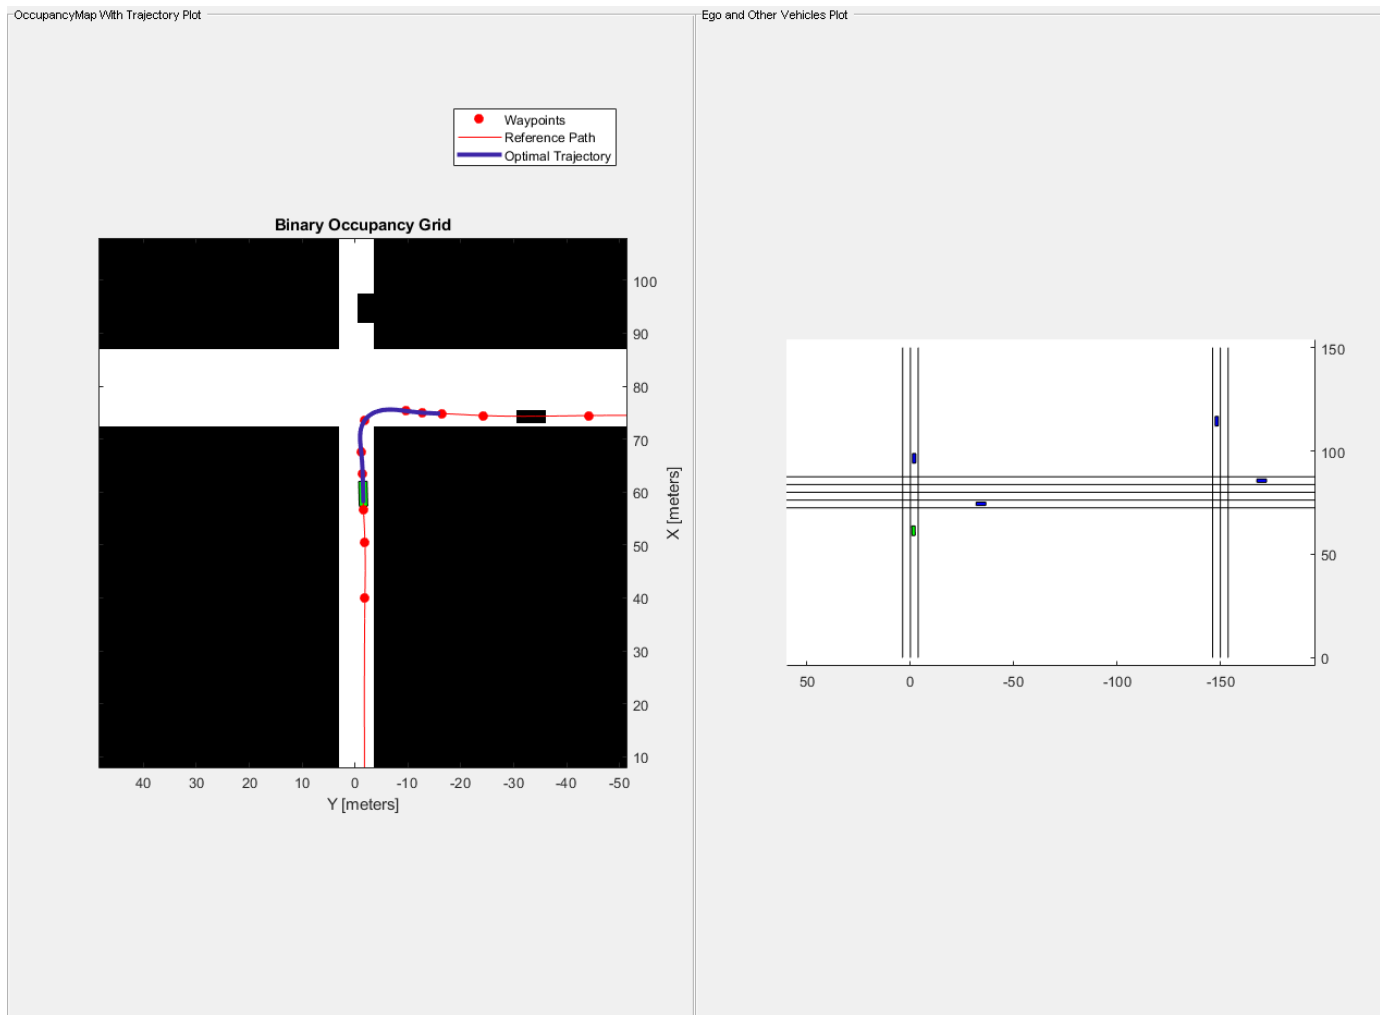 OccupancyMap With Trajectory Plot
Ego and Other Vehicles Plot
Waypoints
Reference Path
Optimal Trajectory
Binary Occupancy Grid
100
90
80
70
60
50
40
30
20
10
X [meters]
40 30 20 10 0 -10 -20 -30 -40 -50
Y [meters]
150
100
50
0
50 0 -50 -100 -150